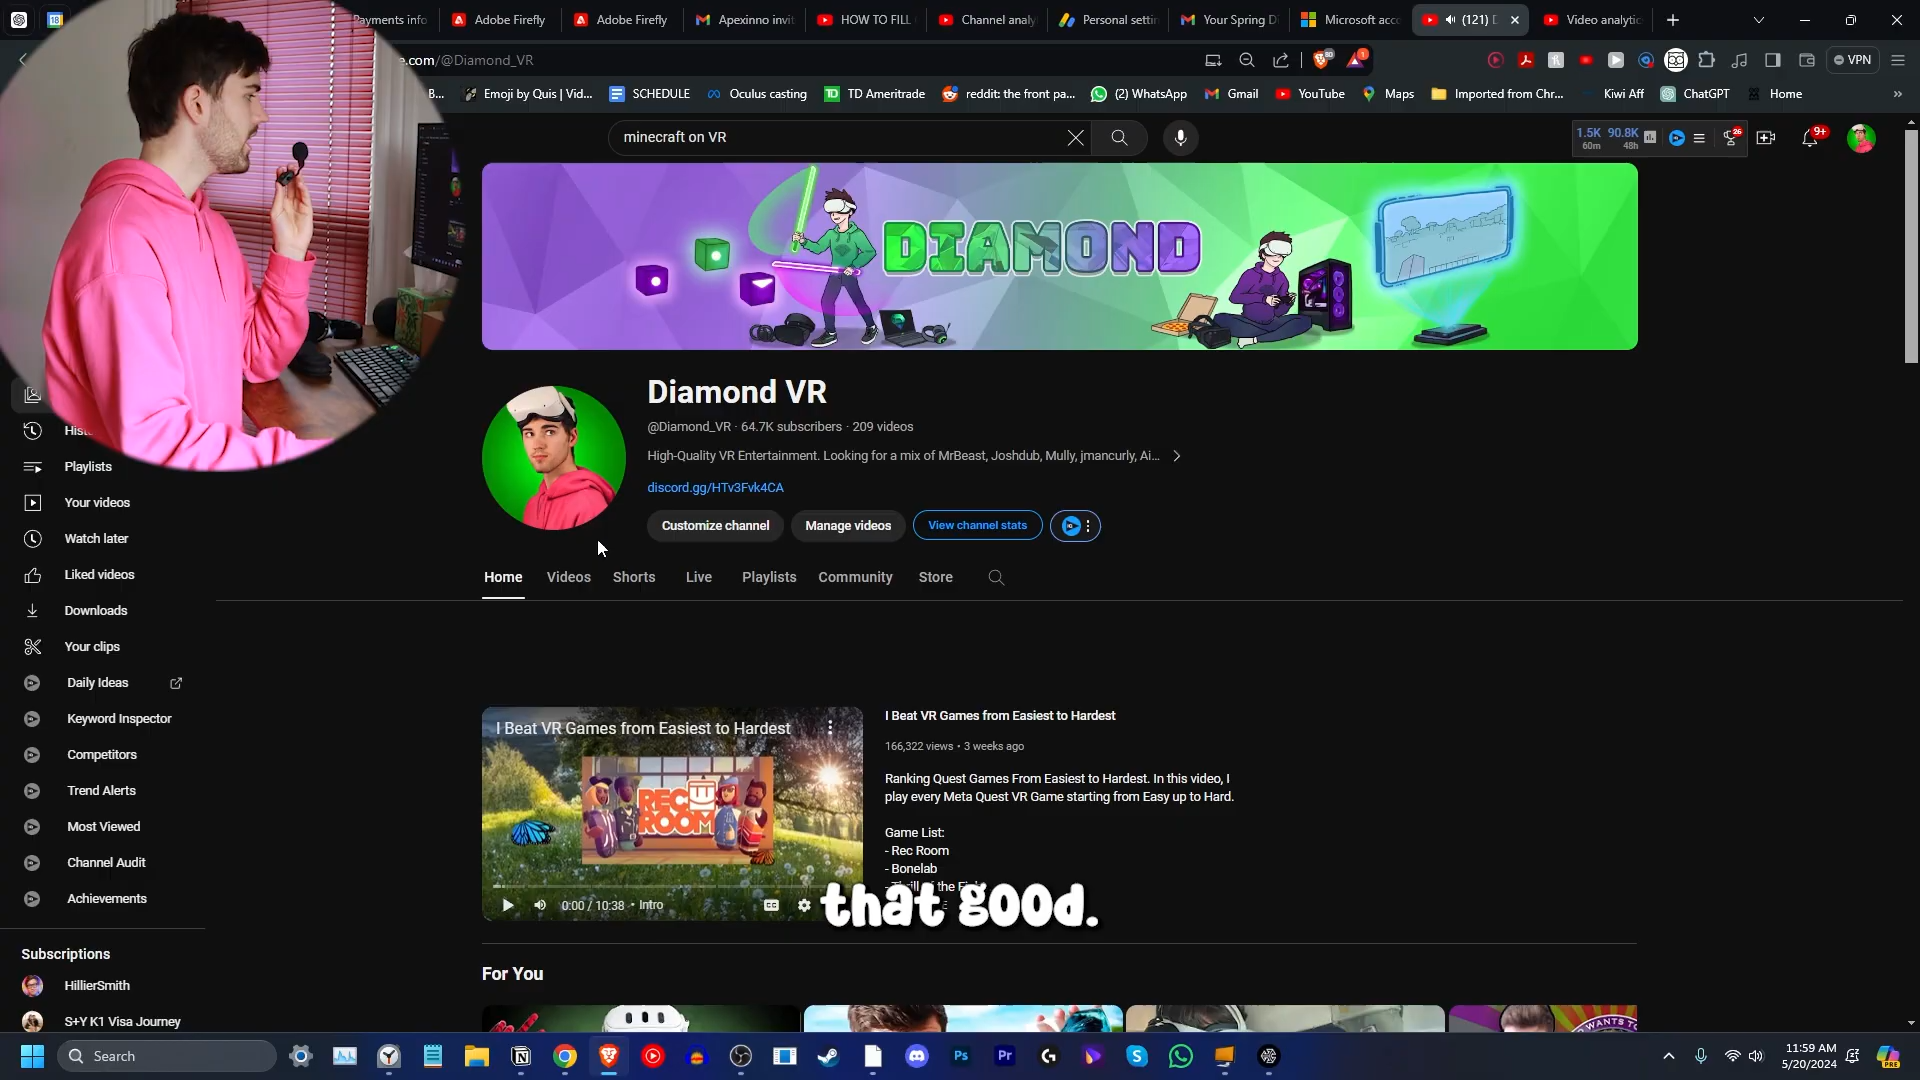 ayments info
Adobe Firefly
Adobe Firefly
Apexinno invit
HOW TO FILL
Channel analy
Personal settin
Your Spring D
Microsoft acco
(121)
Video analytic
VPN
.com/@Diamond_VR
B...
Emoji by Quis | Vid...
SCHEDULE
Oculus casting
TD Ameritrade
reddit: the front pa...
(2) WhatsApp
Gmail
YouTube
Maps
Imported from Chr...
Kiwi Aff
ChatGPT
Home
minecraft on VR
1.5K
60m
90.8K
48h
26
9+
DIAMOND
Diamond VR
@Diamond_VR · 64.7K subscribers · 209 videos
High-Quality VR Entertainment. Looking for a mix of MrBeast, Joshdub, Mully, jmancurly, Ai...
discord.gg/HTv3Fvk4CA
Customize channel
Manage videos
View channel stats
Home
Videos
Shorts
Live
Playlists
Community
Store
Playlists
Your videos
Watch later
Liked videos
Downloads
Your clips
Daily Ideas
Keyword Inspector
Competitors
Trend Alerts
Most Viewed
Channel Audit
Achievements
Subscriptions
HillierSmith
S+Y K1 Visa Journey
I Beat VR Games from Easiest to Hardest
REC ROOM
0:00 / 10:38 • Intro
I Beat VR Games from Easiest to Hardest
166,322 views • 3 weeks ago
Ranking Quest Games From Easiest to Hardest. In this video, I
play every Meta Quest VR Game starting from Easy up to Hard.
Game List:
- Rec Room
- Bonelab
that good.
For You
WANTS TO
Search
11:59 AM
5/20/2024